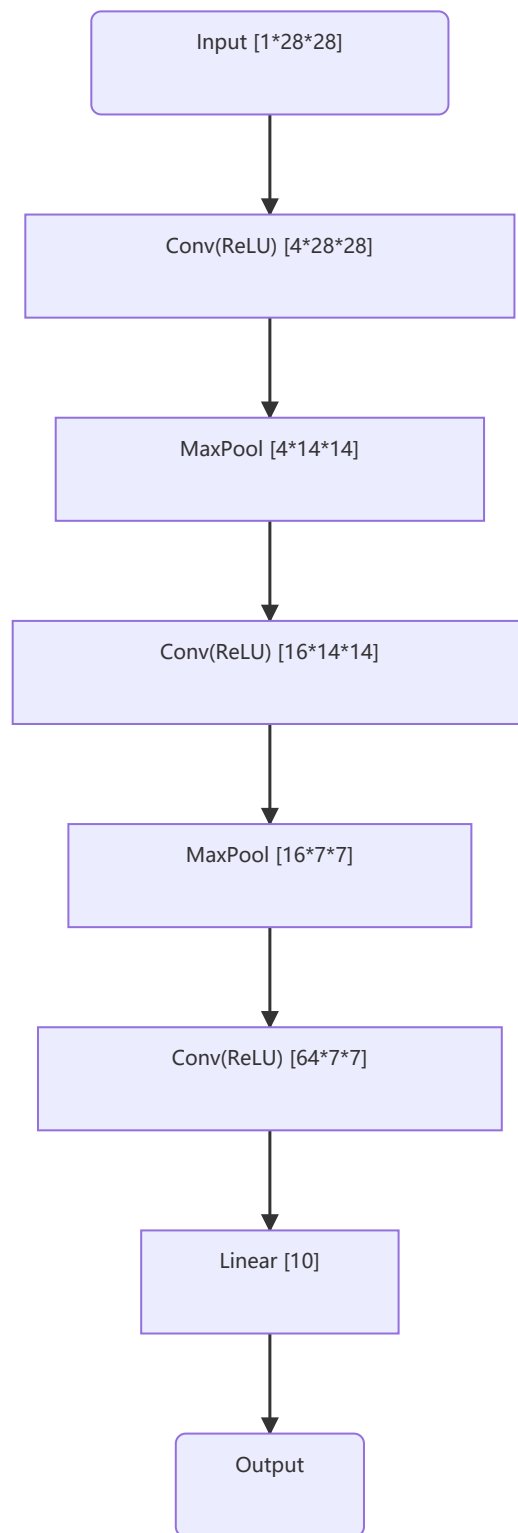 Input [1*28*28]
Conv(ReLU) [4*28*28]
MaxPool [4*14*14]
Conv(ReLU) [16*14*14]
MaxPool [16*7*7]
Conv(ReLU) [64*7*7]
Linear [10]
Output